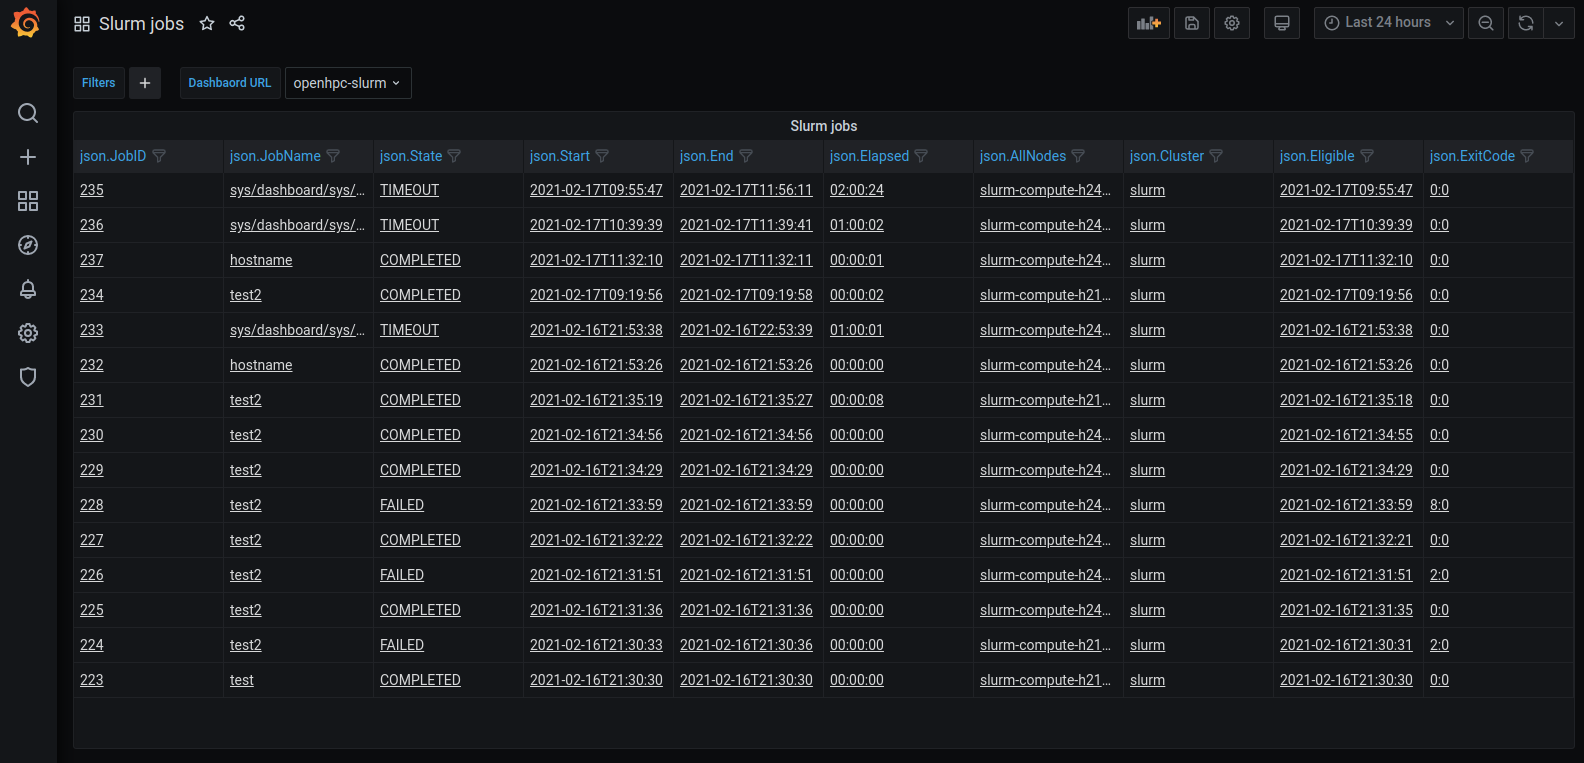 Slurm jobs
Last 24 hours
Filters Dashbaord URL openhpc-slurm
Slurm jobs
json.JobID json.JobName json.State json.Start json.End json.Elapsed json.AllNodes json.Cluster json.Eligible json.ExitCode
235 sys/dashboard/sys/... TIMEOUT 2021-02-17T09:55:47 2021-02-17T11:56:11 02:00:24 slurm-compute-h24... slurm 2021-02-17T09:55:47 0:0
236 sys/dashboard/sys/... TIMEOUT 2021-02-17T10:39:39 2021-02-17T11:39:41 01:00:02 slurm-compute-h24... slurm 2021-02-17T10:39:39 0:0
237 hostname COMPLETED 2021-02-17T11:32:10 2021-02-17T11:32:11 00:00:01 slurm-compute-h24... slurm 2021-02-17T11:32:10 0:0
234 test2 COMPLETED 2021-02-17T09:19:56 2021-02-17T09:19:58 00:00:02 slurm-compute-h21... slurm 2021-02-17T09:19:56 0:0
233 sys/dashboard/sys/... TIMEOUT 2021-02-16T21:53:38 2021-02-16T22:53:39 01:00:01 slurm-compute-h24... slurm 2021-02-16T21:53:38 0:0
232 hostname COMPLETED 2021-02-16T21:53:26 2021-02-16T21:53:26 00:00:00 slurm-compute-h24... slurm 2021-02-16T21:53:26 0:0
231 test2 COMPLETED 2021-02-16T21:35:19 2021-02-16T21:35:27 00:00:08 slurm-compute-h21... slurm 2021-02-16T21:35:18 0:0
230 test2 COMPLETED 2021-02-16T21:34:56 2021-02-16T21:34:56 00:00:00 slurm-compute-h24... slurm 2021-02-16T21:34:55 0:0
229 test2 COMPLETED 2021-02-16T21:34:29 2021-02-16T21:34:29 00:00:00 slurm-compute-h24... slurm 2021-02-16T21:34:29 0:0
228 test2 FAILED 2021-02-16T21:33:59 2021-02-16T21:33:59 00:00:00 slurm-compute-h24... slurm 2021-02-16T21:33:59 8:0
227 test2 COMPLETED 2021-02-16T21:32:22 2021-02-16T21:32:22 00:00:00 slurm-compute-h24... slurm 2021-02-16T21:32:21 0:0
226 test2 FAILED 2021-02-16T21:31:51 2021-02-16T21:31:51 00:00:00 slurm-compute-h24... slurm 2021-02-16T21:31:51 2:0
225 test2 COMPLETED 2021-02-16T21:31:36 2021-02-16T21:31:36 00:00:00 slurm-compute-h24... slurm 2021-02-16T21:31:35 0:0
224 test2 FAILED 2021-02-16T21:30:33 2021-02-16T21:30:36 00:00:00 slurm-compute-h21... slurm 2021-02-16T21:30:31 2:0
223 test COMPLETED 2021-02-16T21:30:30 2021-02-16T21:30:30 00:00:00 slurm-compute-h21... slurm 2021-02-16T21:30:30 0:0